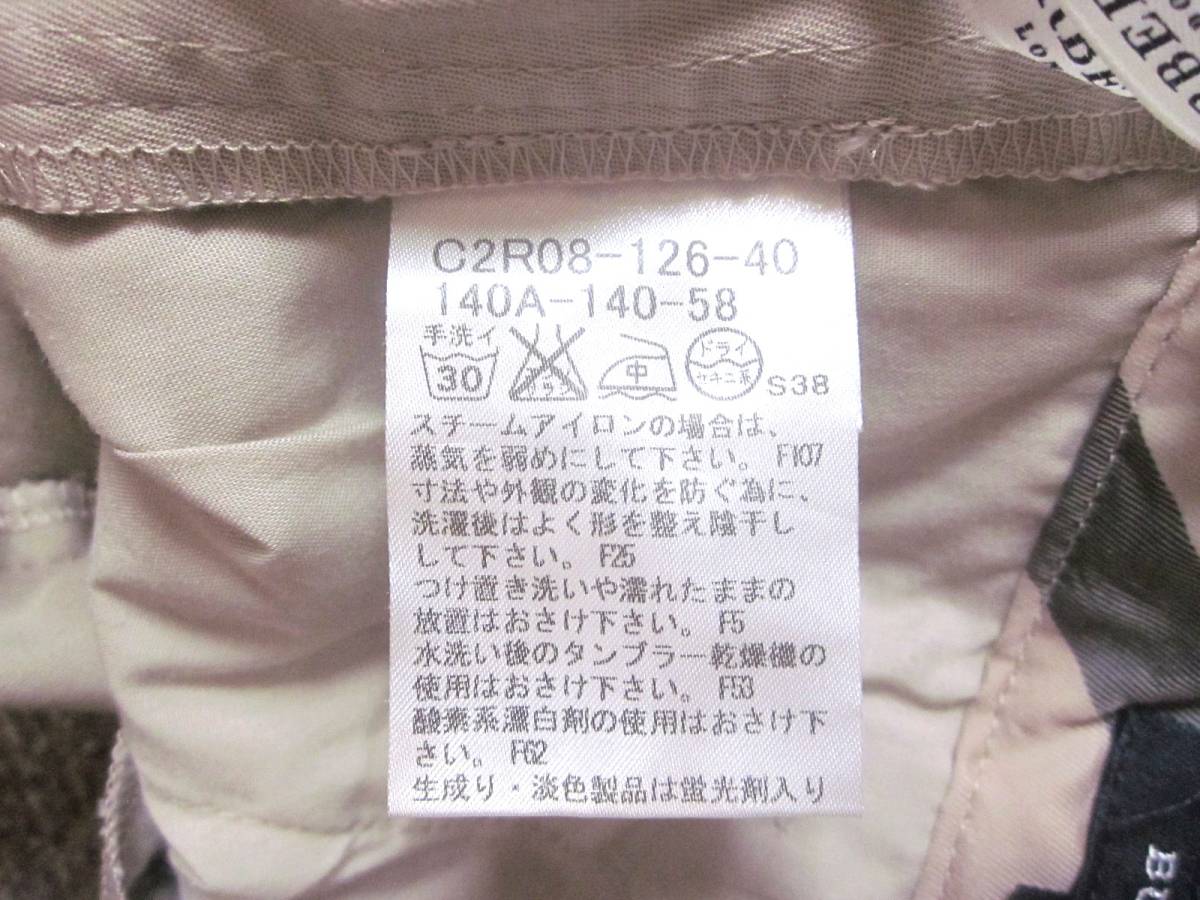 C2R08-126-40
140A-140-58
手洗イ
30
中
ドライ
セキユ系
S38
スチームアイロンの場合は、
蒸気を弱めにして下さい。 F107
寸法や外観の変化を防ぐ為に、
洗濯後はよく形を整え陰干し
して下さい。 F25
つけ置き洗いや濡れたままの
放置はおさけ下さい。 F5
水洗い後のタンブラー乾燥機の
使用はおさけ下さい。 F53
酸素系漂白剤の使用はおさけ下
さい。 F62
生成り・淡色製品は蛍光剤入り